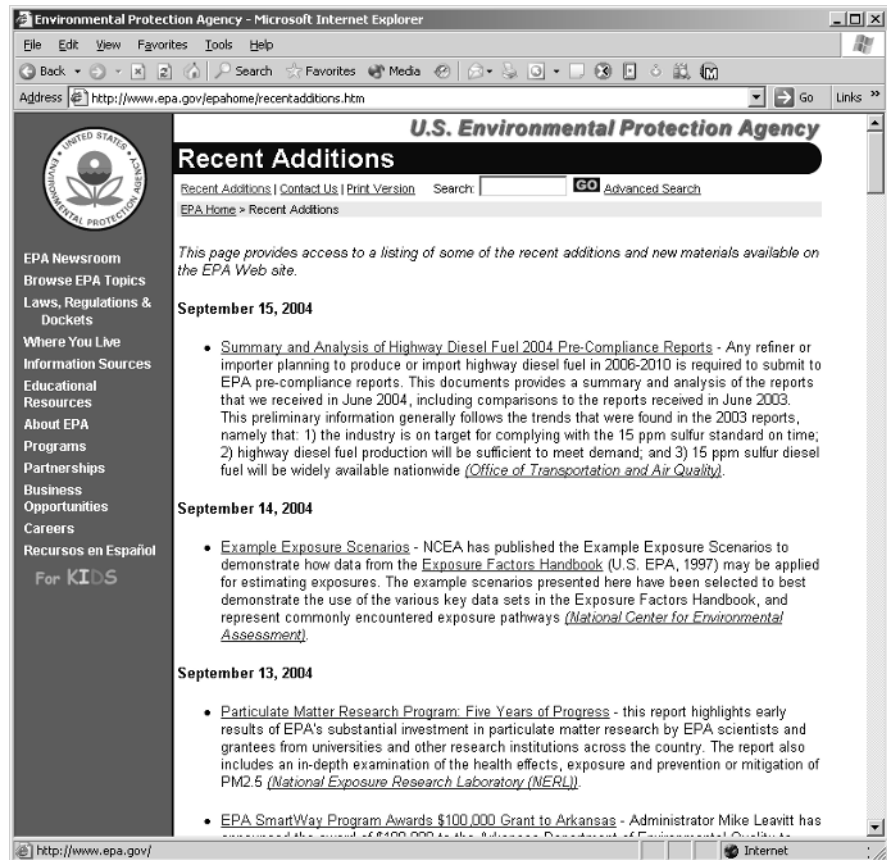 Environmental Protection Agency - Microsoft Internet Explorer
File Edit View Favorites Tools Help
Back Search Favorites Media
Address http://www.epa.gov/epahome/recentadditions.htm Go Links »
UNITED STATES ENVIRONMENTAL PROTECTION AGENCY
U.S. Environmental Protection Agency
Recent Additions
Recent Additions | Contact Us | Print Version Search: GO Advanced Search
EPA Home > Recent Additions
EPA Newsroom
Browse EPA Topics
Laws, Regulations &
Dockets
Where You Live
Information Sources
Educational
Resources
About EPA
Programs
Partnerships
Business
Opportunities
Careers
Recursos en Español
For KIDS
This page provides access to a listing of some of the recent additions and new materials available on
the EPA Web site.
September 15, 2004
• Summary and Analysis of Highway Diesel Fuel 2004 Pre-Compliance Reports - Any refiner or
importer planning to produce or import highway diesel fuel in 2006-2010 is required to submit to
EPA pre-compliance reports. This documents provides a summary and analysis of the reports
that we received in June 2004, including comparisons to the reports received in June 2003.
This preliminary information generally follows the trends that were found in the 2003 reports,
namely that: 1) the industry is on target for complying with the 15 ppm sulfur standard on time;
2) highway diesel fuel production will be sufficient to meet demand; and 3) 15 ppm sulfur diesel
fuel will be widely available nationwide (Office of Transportation and Air Quality).
September 14, 2004
• Example Exposure Scenarios - NCEA has published the Example Exposure Scenarios to
demonstrate how data from the Exposure Factors Handbook (U.S. EPA, 1997) may be applied
for estimating exposures. The example scenarios presented here have been selected to best
demonstrate the use of the various key data sets in the Exposure Factors Handbook, and
represent commonly encountered exposure pathways (National Center for Environmental
Assessment).
September 13, 2004
• Particulate Matter Research Program: Five Years of Progress - this report highlights early
results of EPA's substantial investment in particulate matter research by EPA scientists and
grantees from universities and other research institutions across the country. The report also
includes an in-depth examination of the health effects, exposure and prevention or mitigation of
PM2.5 (National Exposure Research Laboratory (NERL)).
• EPA SmartWay Program Awards $100,000 Grant to Arkansas - Administrator Mike Leavitt has
announced the award of $100,000 to the Arkansas Department of Environmental Quality to
http://www.epa.gov/ Internet